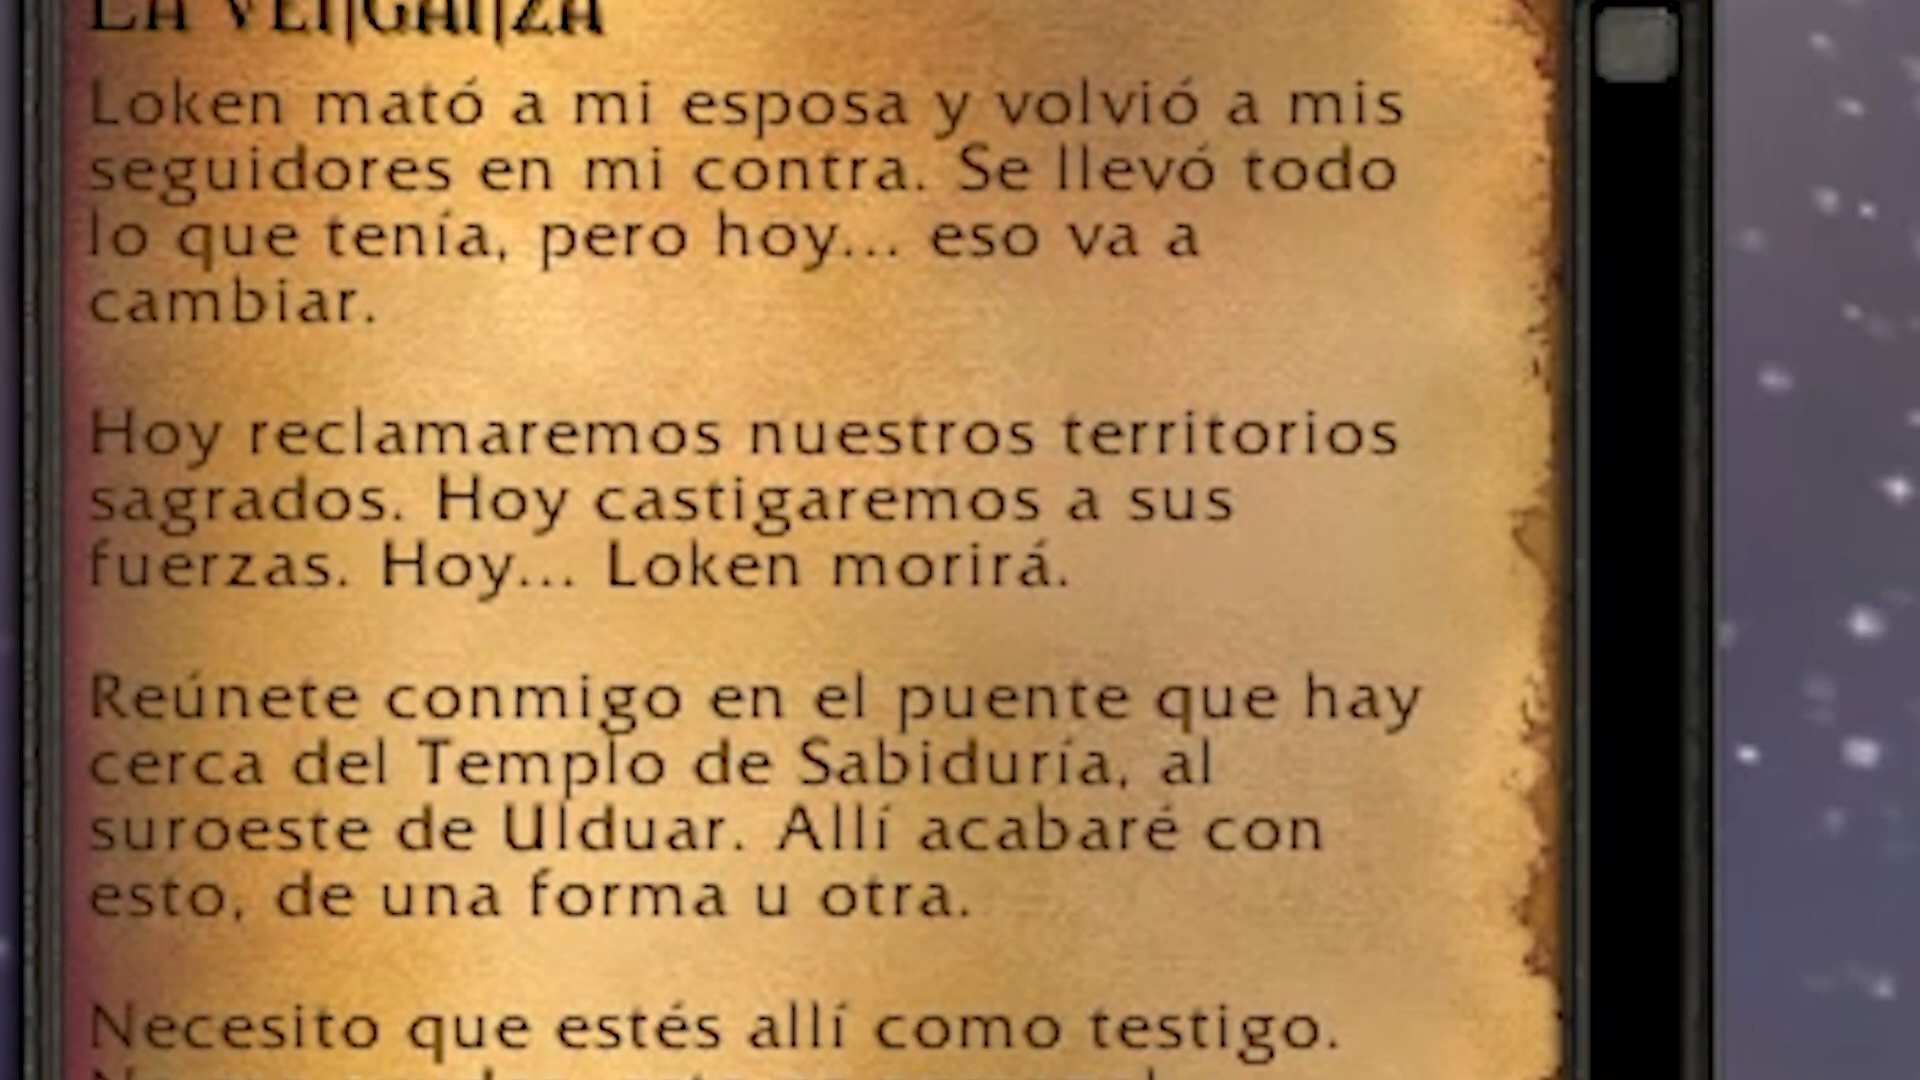 La venganza
Loken mató a mi esposa y volvió a mis
seguidores en mi contra. Se llevó todo
lo que tenía, pero hoy... eso va a
cambiar.
Hoy reclamaremos nuestros territorios
sagrados. Hoy castigaremos a sus
fuerzas. Hoy... Loken morirá.
Reúnete conmigo en el puente que hay
cerca del Templo de Sabiduría, al
suroeste de Ulduar. Allí acabaré con
esto, de una forma u otra.
Necesito que estés allí como testigo.